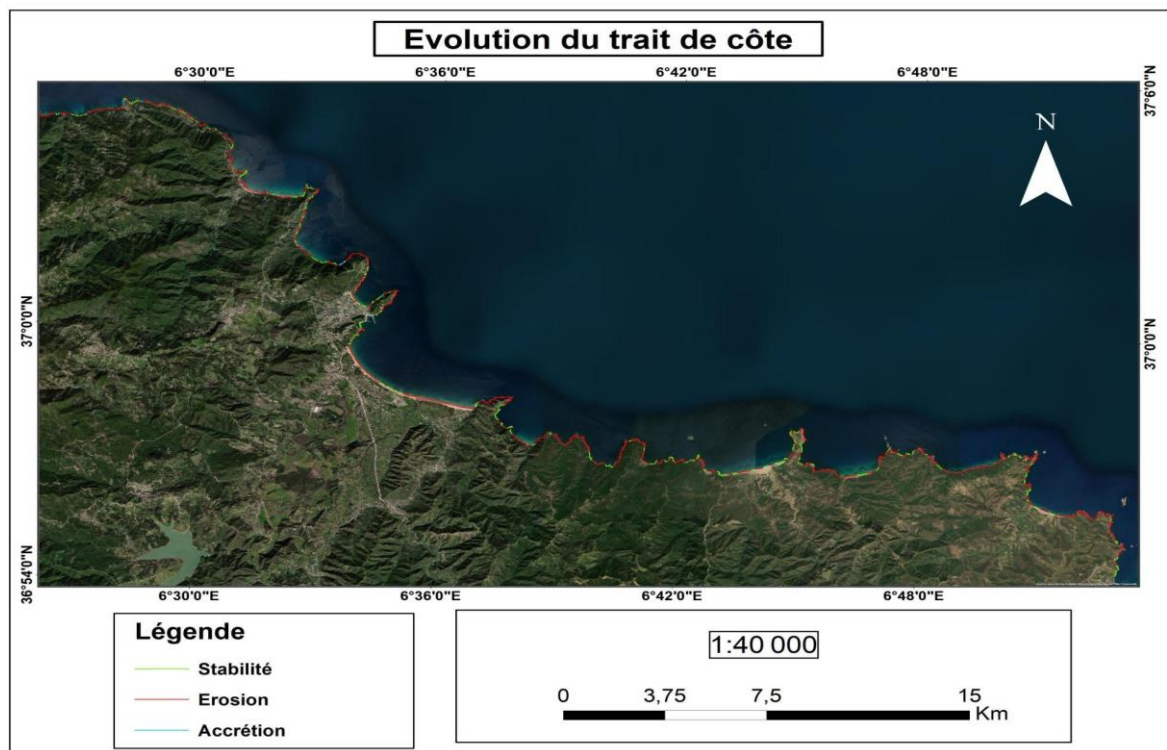 Evolution du trait de côte
6°30'0"E 6°36'0"E 6°42'0"E 6°48'0"E
37°6'0"N
N
37°0'0"N
37°0'0"N
36°54'0"N
6°30'0"E 6°36'0"E 6°42'0"E 6°48'0"E
Légende
Stabilité
Erosion
Accrétion
1:40 000
0 3,75 7,5 15
Km